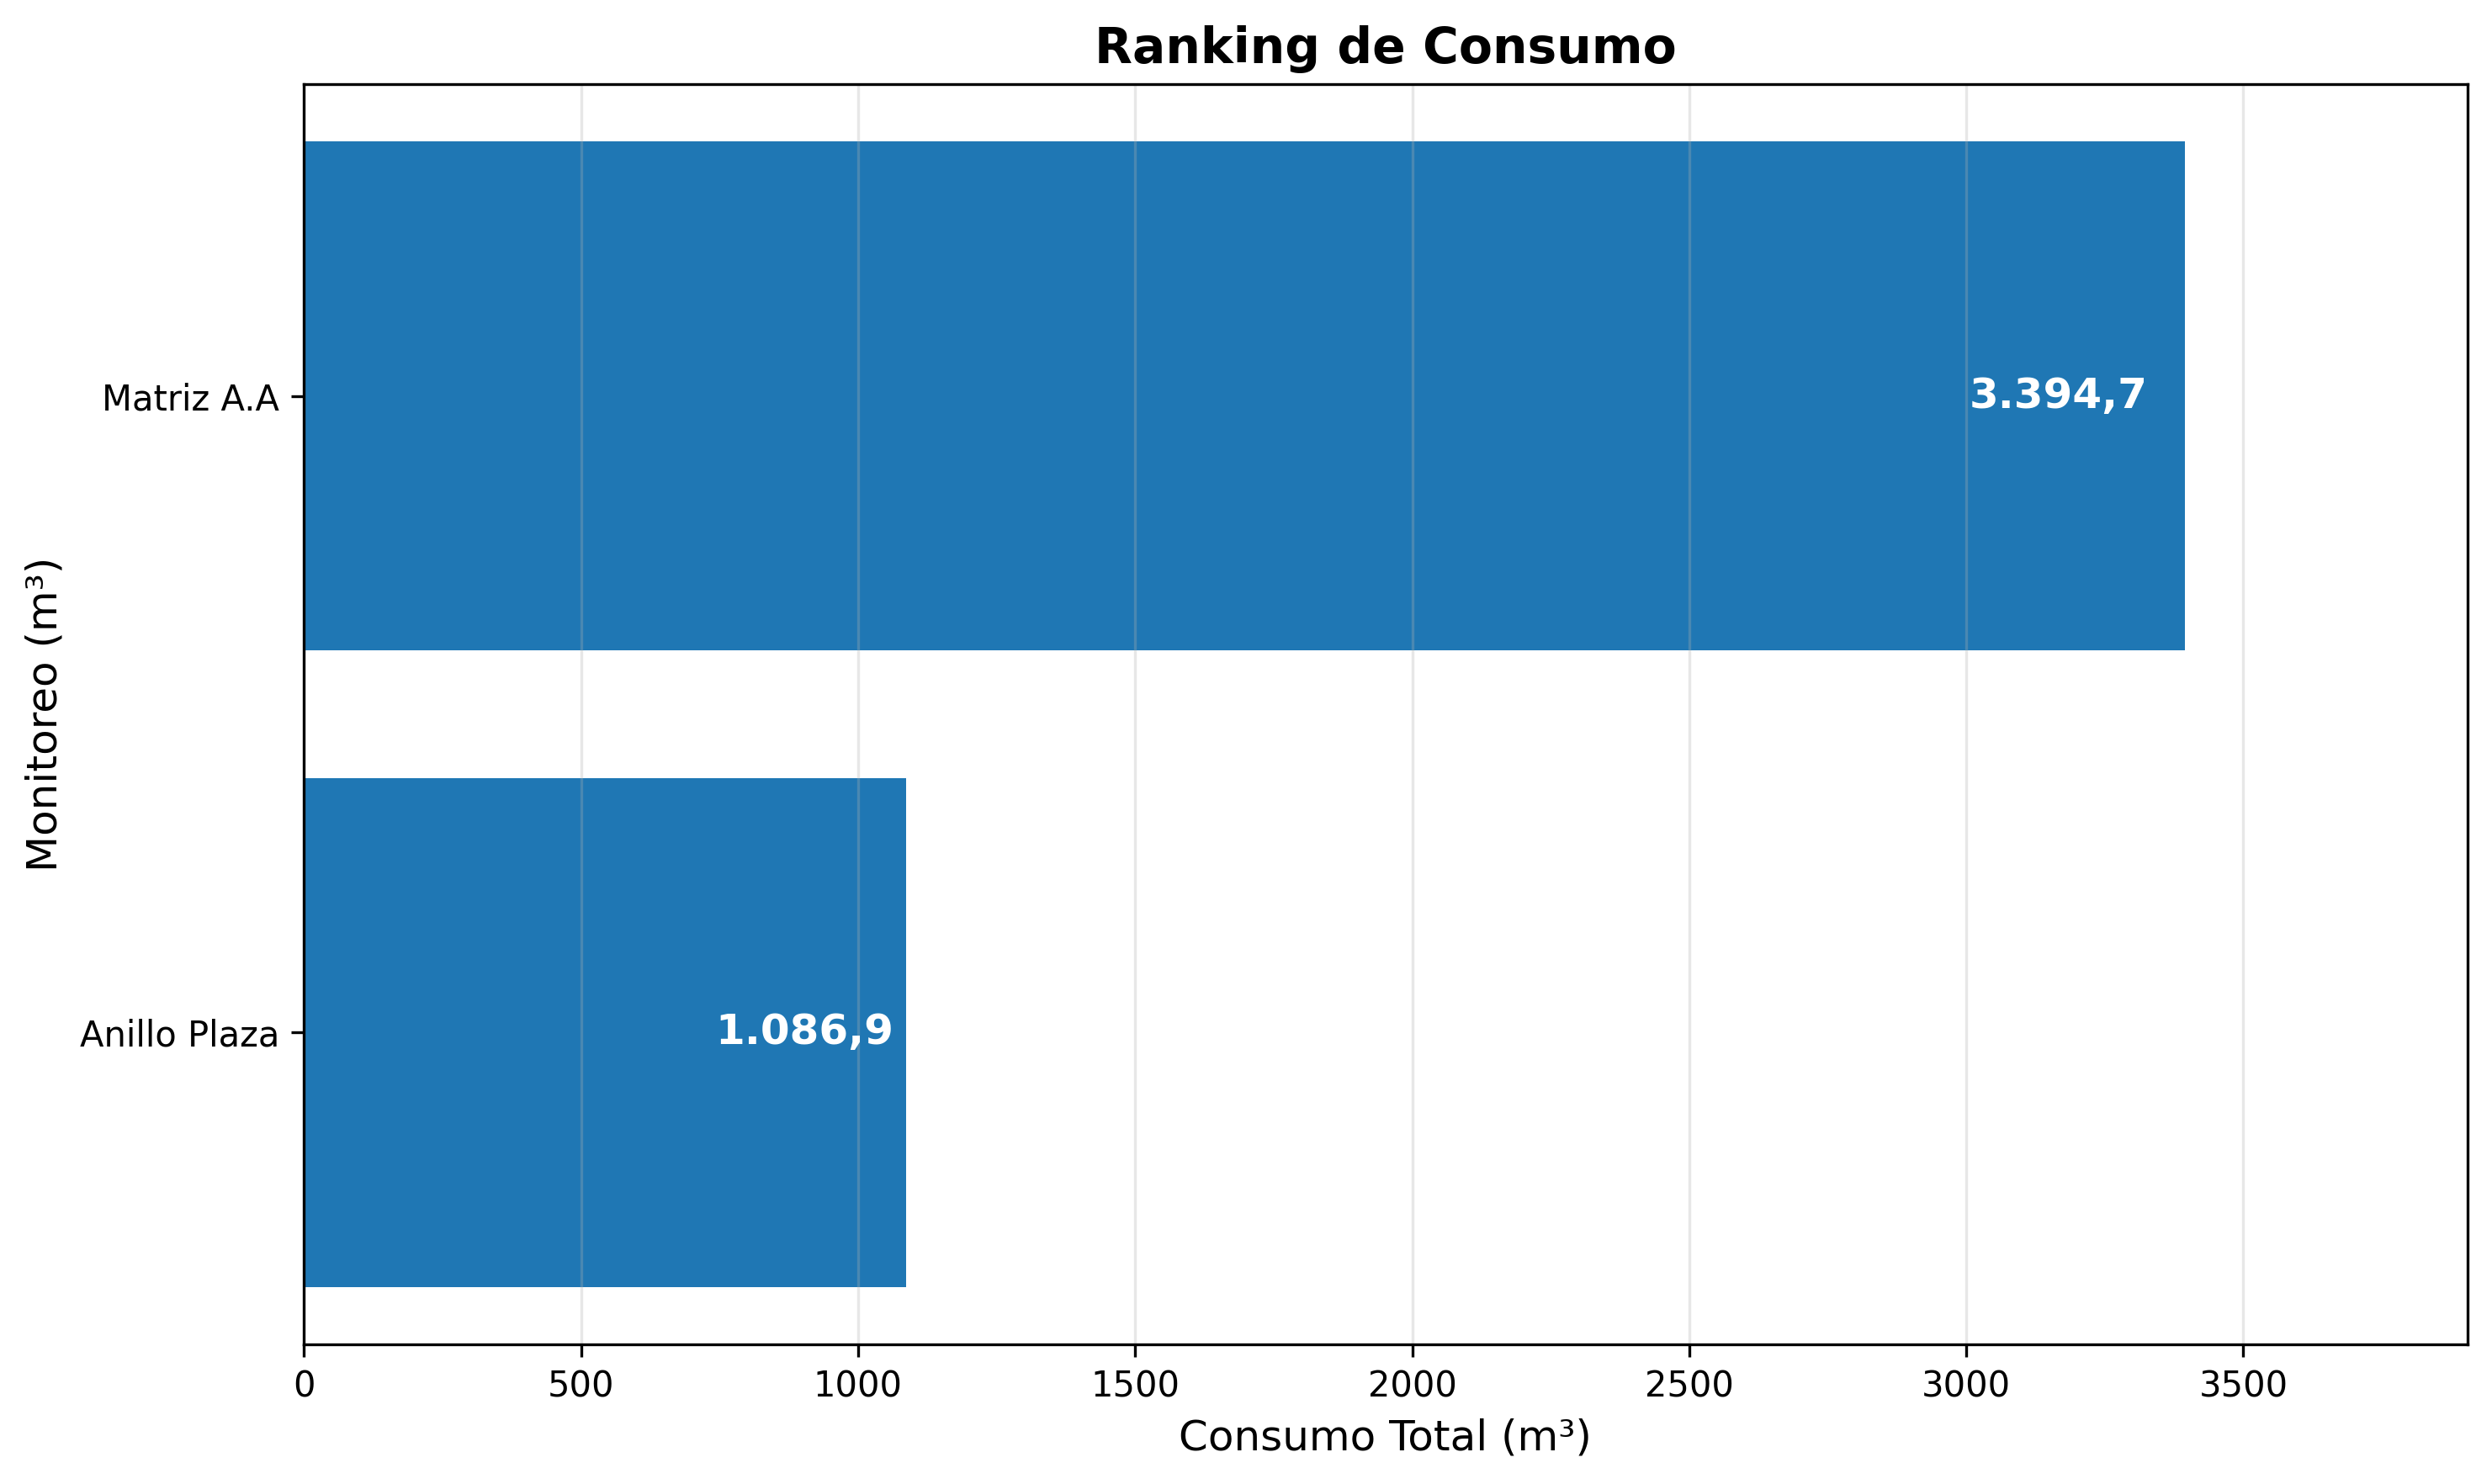 Ranking de Consumo
Monitoreo (m³)
Matriz A.A
3.394,7
Anillo Plaza
1.086,9
0 500 1000 1500 2000 2500 3000 3500
Consumo Total (m³)